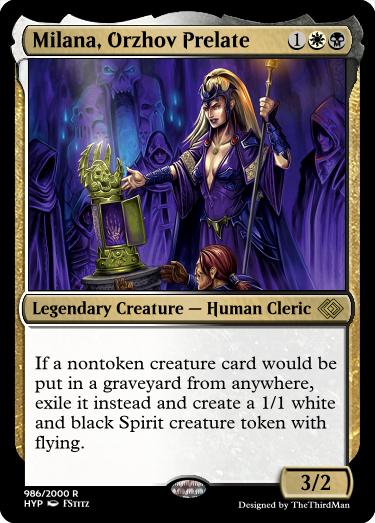 Milana, Orzhov Prelate 1
Legendary Creature — Human Cleric
If a nontoken creature card would be
put in a graveyard from anywhere,
exile it instead and create a 1/1 white
and black Spirit creature token with
flying.
3/2
986/2000 R
HYP FStitz
Designed by TheThirdMan